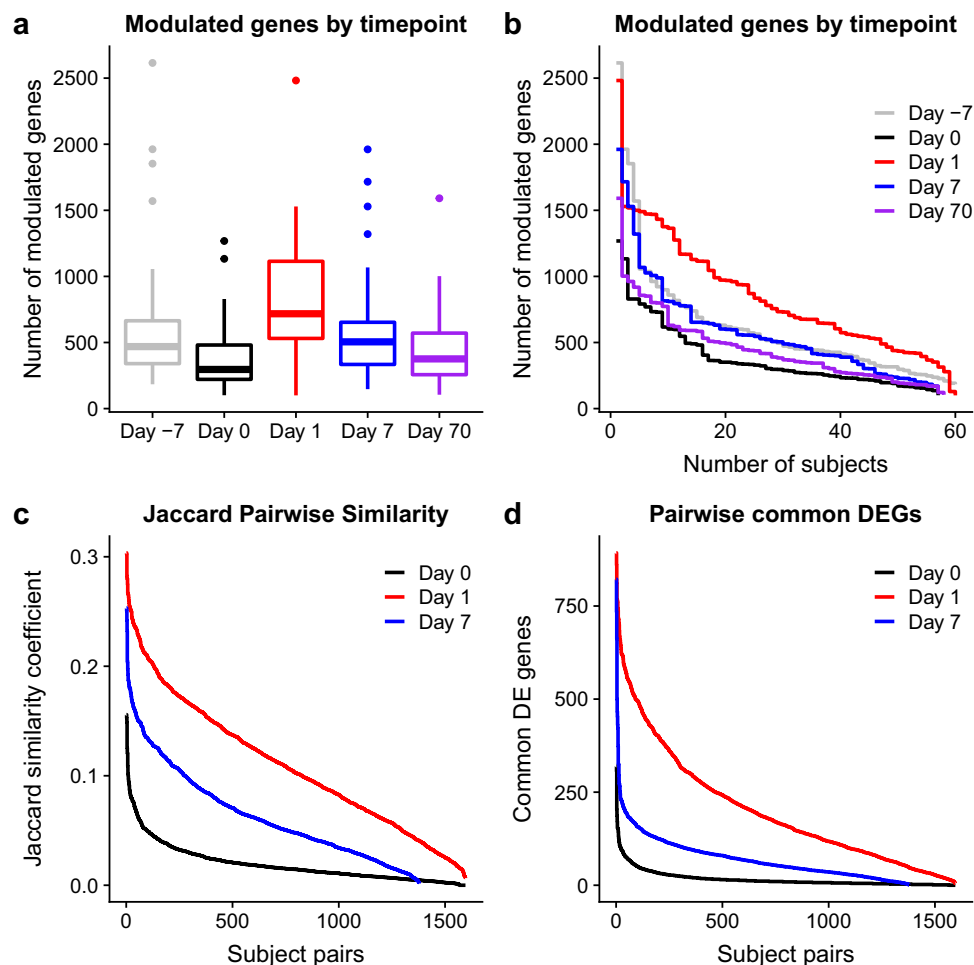 a
Modulated genes by timepoint
Number of modulated genes
2500
2000
1500
1000
500
0
Day −7
Day 0
Day 1
Day 7
Day 70
b
Modulated genes by timepoint
Number of modulated genes
2500
2000
1500
1000
500
0
Day −7
Day 0
Day 1
Day 7
Day 70
0
20
40
60
Number of subjects
c
Jaccard Pairwise Similarity
Jaccard similarity coefficient
0.3
0.2
0.1
0.0
Day 0
Day 1
Day 7
0
500
1000
1500
Subject pairs
d
Pairwise common DEGs
Common DE genes
750
500
250
0
Day 0
Day 1
Day 7
0
500
1000
1500
Subject pairs